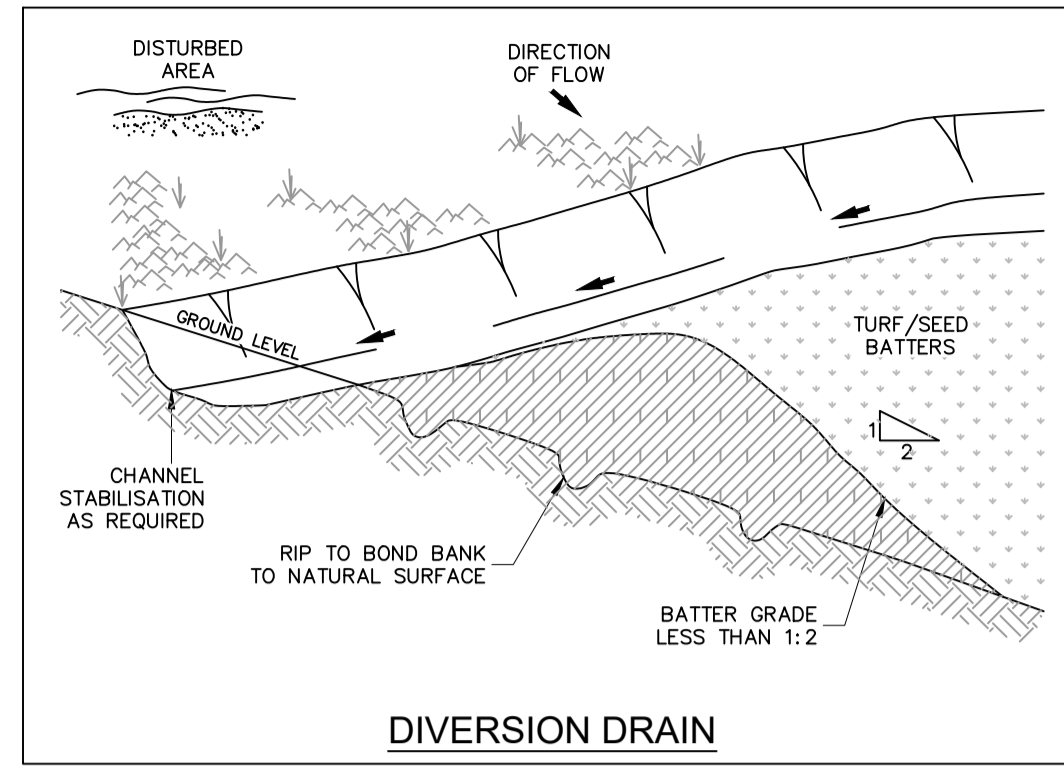 DISTURBED
AREA
DIRECTION
OF FLOW
GROUND LEVEL
TURF/SEED
BATTERS
1
2
CHANNEL
STABILISATION
AS REQUIRED
RIP TO BOND BANK
TO NATURAL SURFACE
BATTER GRADE
LESS THAN 1:2
DIVERSION DRAIN